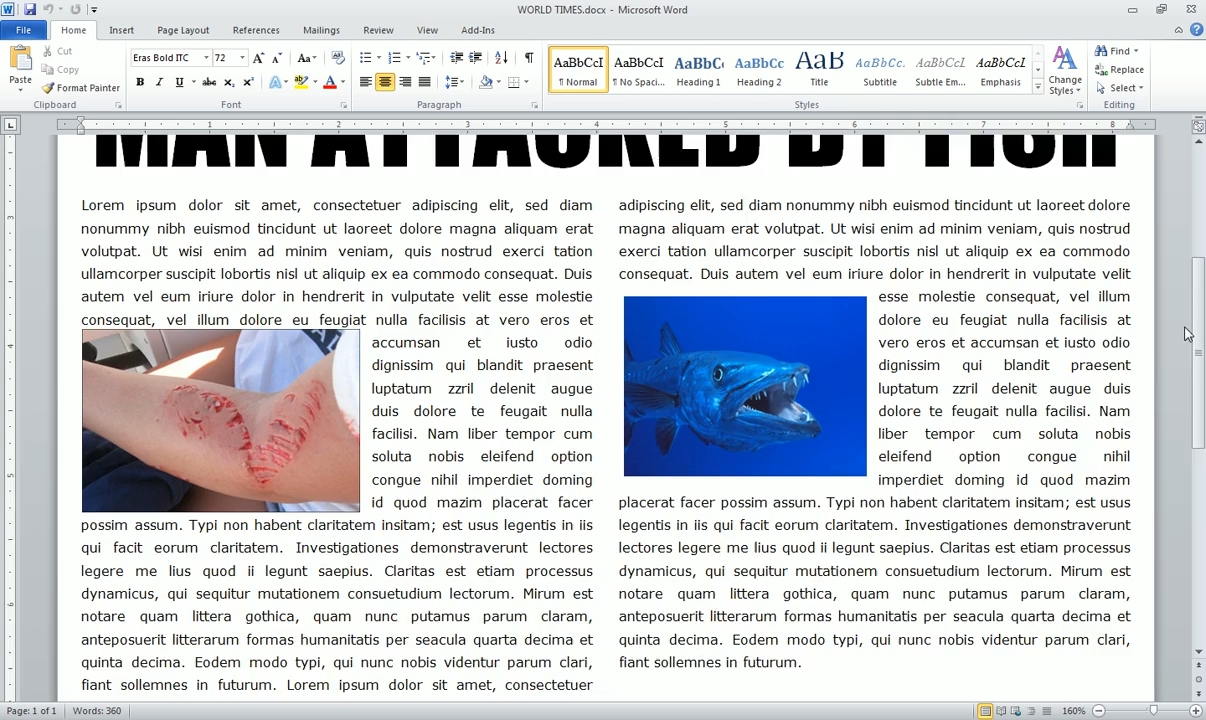 WORLD TIMES.docx - Microsoft Word
File Home Insert Page Layout References Mailings Review View Add-Ins
Paste
Cut
Copy
Format Painter
Clipboard
Eras Bold ITC 72
B I U abc x₂ x² A A
Font
Paragraph
AaBbCcI AaBbCcI AaBbC AaBbCc AaB AaBbCc. AaBbCcI AaBbCcI
¶ Normal ¶ No Spaci... Heading 1 Heading 2 Title Subtitle Subtle Em... Emphasis
Change Styles
Styles
Find
Replace
Select
Editing
1 2 3 4 5 6 7 8
MAN ATTACKED BY FISH
Lorem ipsum dolor sit amet, consectetuer adipiscing elit, sed diam
nonummy nibh euismod tincidunt ut laoreet dolore magna aliquam erat
volutpat. Ut wisi enim ad minim veniam, quis nostrud exerci tation
ullamcorper suscipit lobortis nisl ut aliquip ex ea commodo consequat. Duis
autem vel eum iriure dolor in hendrerit in vulputate velit esse molestie
consequat, vel illum dolore eu feugiat nulla facilisis at vero eros et
accumsan et iusto odio
dignissim qui blandit praesent
luptatum zzril delenit augue
duis dolore te feugait nulla
facilisi. Nam liber tempor cum
soluta nobis eleifend option
congue nihil imperdiet doming
id quod mazim placerat facer
possim assum. Typi non habent claritatem insitam; est usus legentis in iis
qui facit eorum claritatem. Investigationes demonstraverunt lectores
legere me lius quod ii legunt saepius. Claritas est etiam processus
dynamicus, qui sequitur mutationem consuetudium lectorum. Mirum est
notare quam littera gothica, quam nunc putamus parum claram,
anteposuerit litterarum formas humanitatis per seacula quarta decima et
quinta decima. Eodem modo typi, qui nunc nobis videntur parum clari,
fiant sollemnes in futurum. Lorem ipsum dolor sit amet, consectetuer
adipiscing elit, sed diam nonummy nibh euismod tincidunt ut laoreet dolore
magna aliquam erat volutpat. Ut wisi enim ad minim veniam, quis nostrud
exerci tation ullamcorper suscipit lobortis nisl ut aliquip ex ea commodo
consequat. Duis autem vel eum iriure dolor in hendrerit in vulputate velit
esse molestie consequat, vel illum
dolore eu feugiat nulla facilisis at
vero eros et accumsan et iusto odio
dignissim qui blandit praesent
luptatum zzril delenit augue duis
dolore te feugait nulla facilisi. Nam
liber tempor cum soluta nobis
eleifend option congue nihil
imperdiet doming id quod mazim
placerat facer possim assum. Typi non habent claritatem insitam; est usus
legentis in iis qui facit eorum claritatem. Investigationes demonstraverunt
lectores legere me lius quod ii legunt saepius. Claritas est etiam processus
dynamicus, qui sequitur mutationem consuetudium lectorum. Mirum est
notare quam littera gothica, quam nunc putamus parum claram,
anteposuerit litterarum formas humanitatis per seacula quarta decima et
quinta decima. Eodem modo typi, qui nunc nobis videntur parum clari,
fiant sollemnes in futurum.
Page: 1 of 1 Words: 360 160%